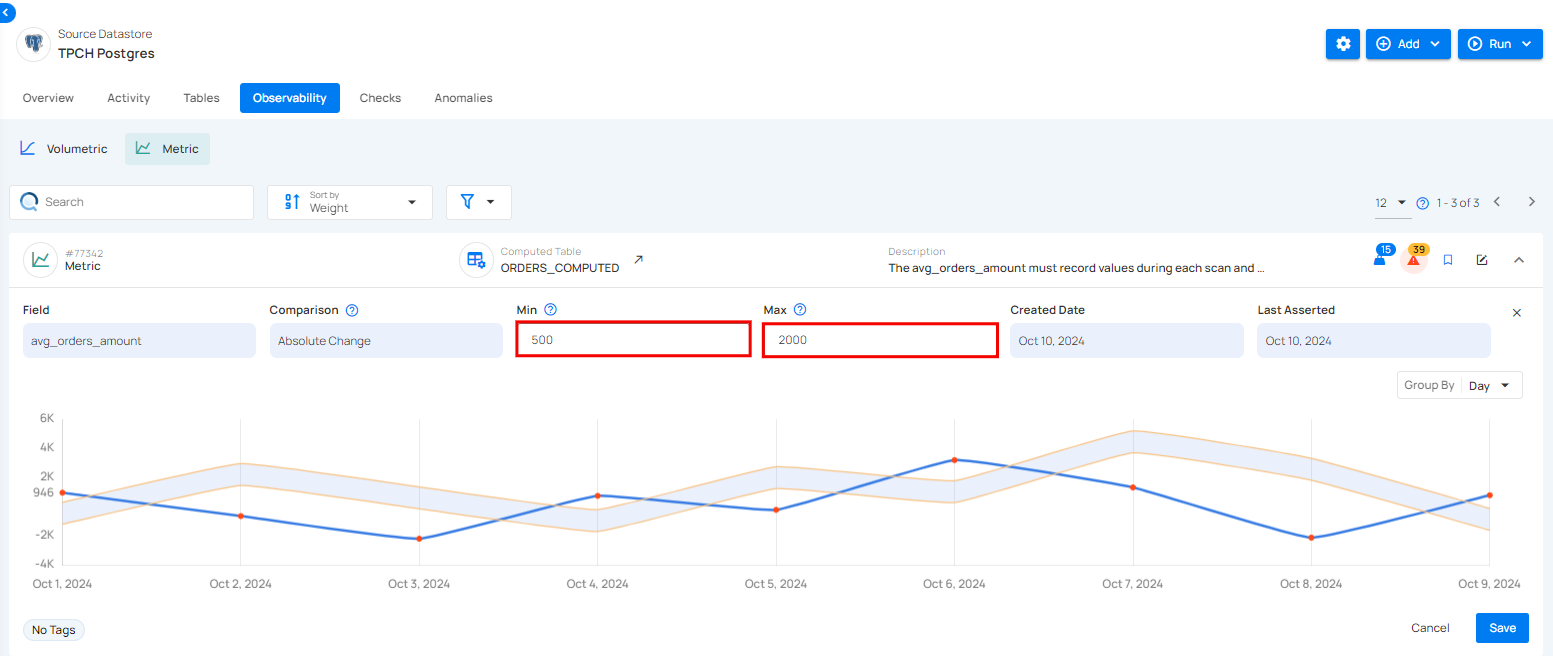 Source Datastore
TPCH Postgres
Add
Run
Overview Activity Tables Observability Checks Anomalies
Volumetric Metric
Search
Sort by
Weight
12 1 - 3 of 3
#77342
Metric
Computed Table
ORDERS_COMPUTED
Description
The avg_orders_amount must record values during each scan and ...
15
39
Field Comparison Min Max Created Date Last Asserted
avg_orders_amount Absolute Change 500 2000 Oct 10, 2024 Oct 10, 2024
Group By Day
6K
4K
2K
946
-2K
-4K
Oct 1, 2024 Oct 2, 2024 Oct 3, 2024 Oct 4, 2024 Oct 5, 2024 Oct 6, 2024 Oct 7, 2024 Oct 8, 2024 Oct 9, 2024
No Tags
Cancel Save